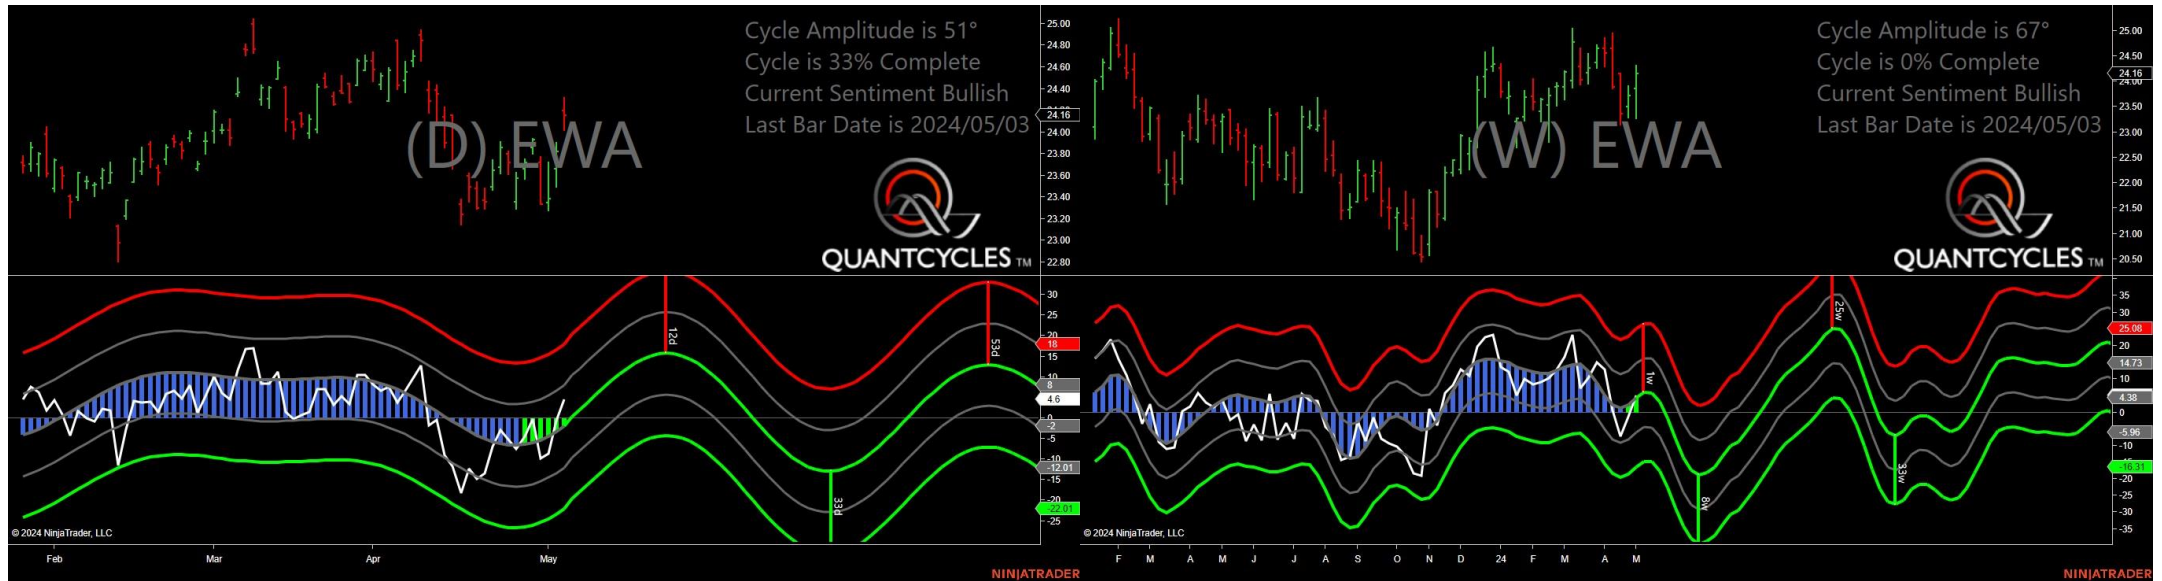 Cycle Amplitude is 51°
Cycle is 33% Complete
Current Sentiment Bullish
Last Bar Date is 2024/05/03
(D) EWA
QUANTCYCLES TM
25.00
24.80
24.60
24.40
24.16
24.00
23.80
23.60
23.40
23.20
23.00
22.80
12d
33d
53d
30
25
20
18
15
10
8
4.6
0
-2
-5
-10
-12.01
-15
-20
-22.01
-25
© 2024 NinjaTrader, LLC
Feb Mar Apr May
NINJATRADER
Cycle Amplitude is 67°
Cycle is 0% Complete
Current Sentiment Bullish
Last Bar Date is 2024/05/03
(W) EWA
QUANTCYCLES TM
25.00
24.50
24.16
24.00
23.50
23.00
22.50
22.00
21.50
21.00
20.50
1w
8w
25w
33w
35
30
25.08
20
14.73
10
4.38
0
-5.96
-10
-16.31
-20
-25
-30
-35
© 2024 NinjaTrader, LLC
F M A M J J A S O N D 24 F M A M
NINJATRADER